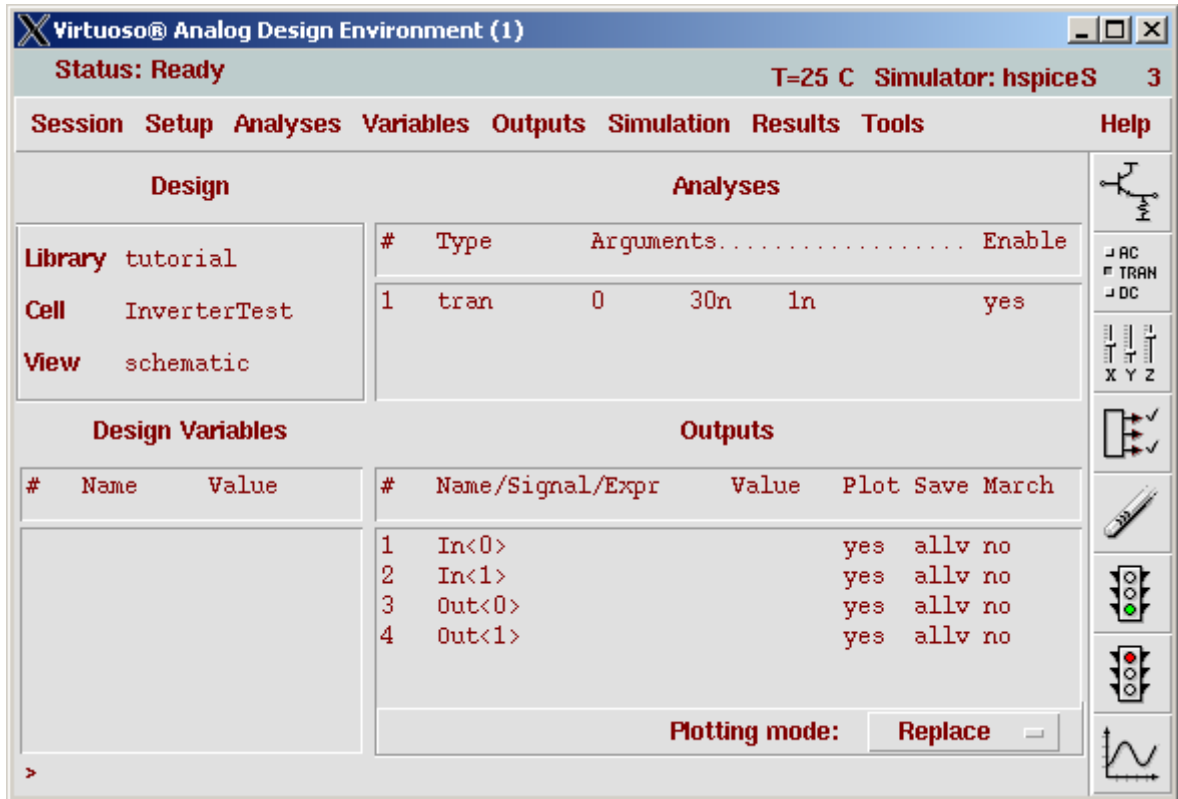 Virtuoso® Analog Design Environment (1)
Status: Ready
T=25 C Simulator: hspiceS 3
Session Setup Analyses Variables Outputs Simulation Results Tools Help
Design
Library tutorial
Cell InverterTest
View schematic
Analyses
# Type Arguments................... Enable
1 tran 0 30n 1n yes
Design Variables
# Name Value
Outputs
# Name/Signal/Expr Value Plot Save March
1 In<0> yes allv no
2 In<1> yes allv no
3 Out<0> yes allv no
4 Out<1> yes allv no
Plotting mode: Replace
>
AC
TRAN
DC
X Y Z